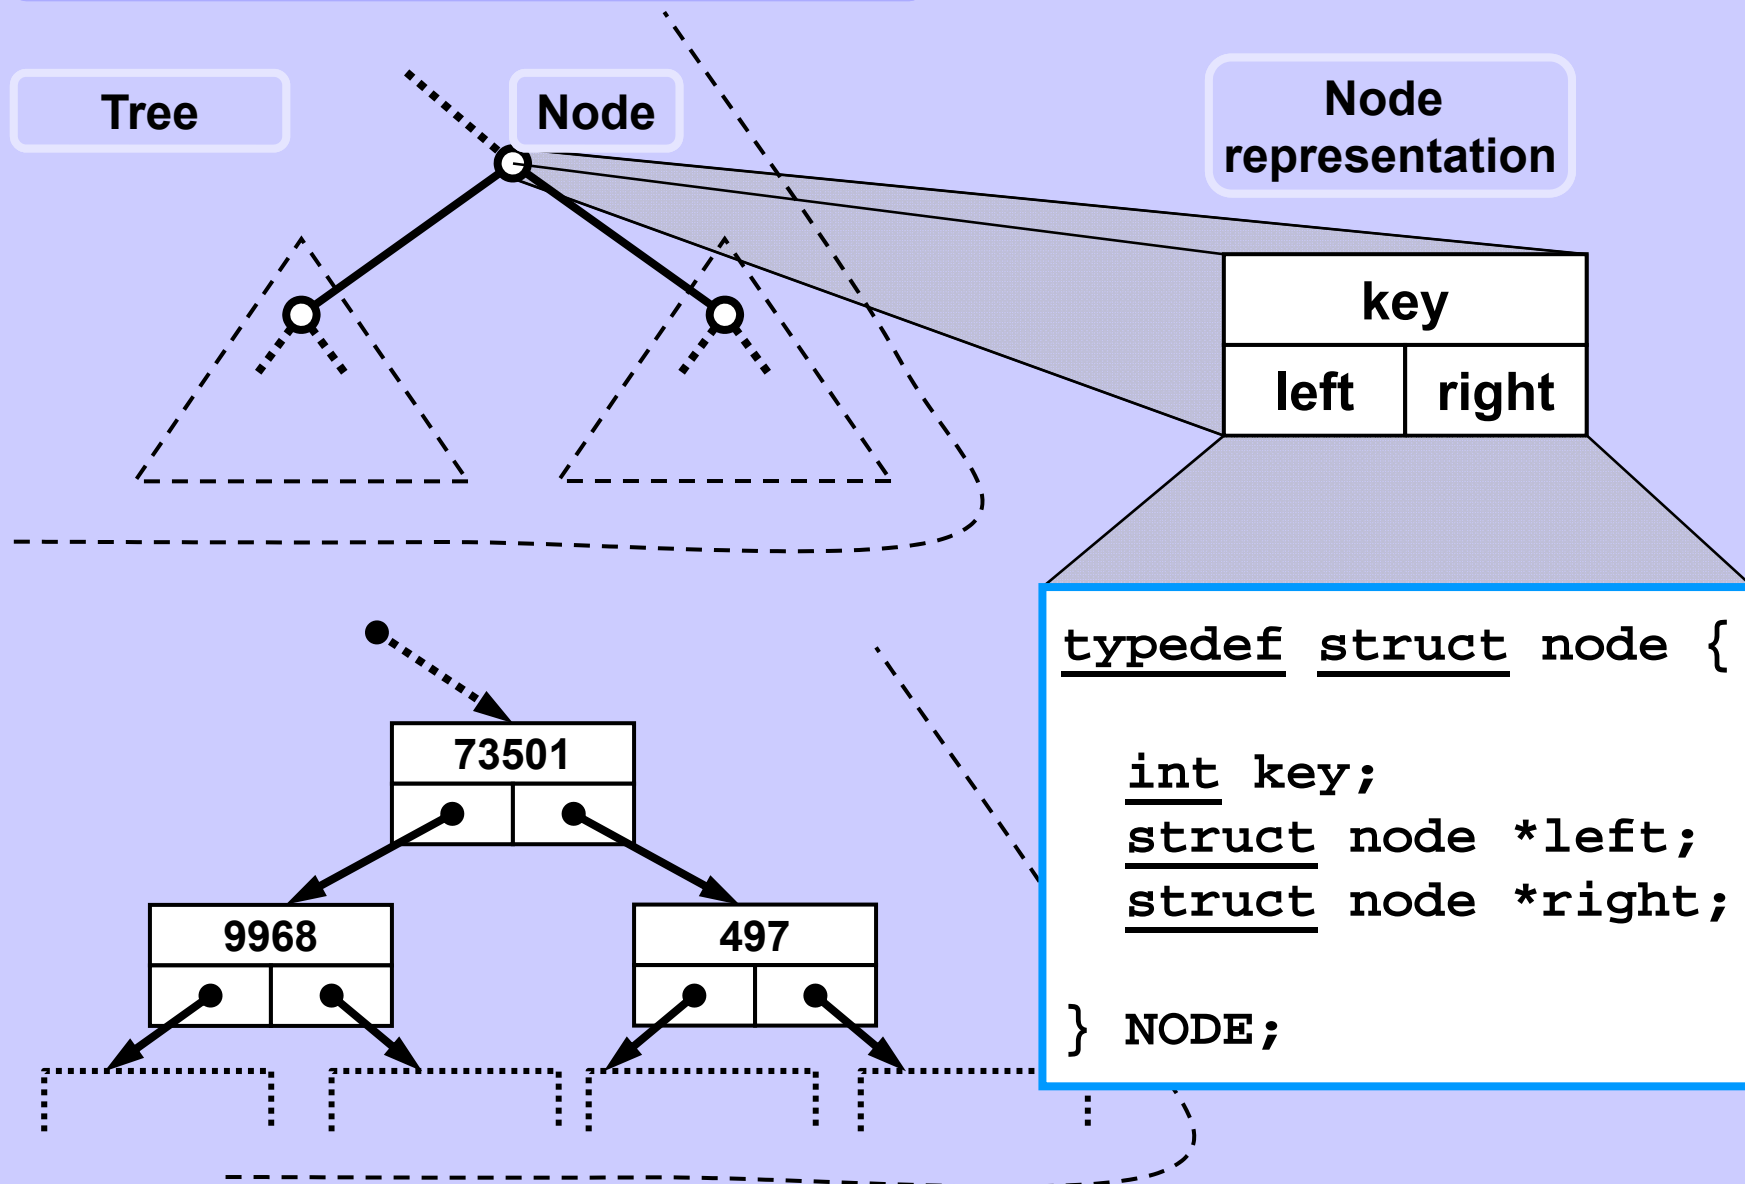 Tree
Node
Node
representation
key
left right
typedef struct node {
int key;
struct node *left;
struct node *right;
} NODE;
73501
9968
497